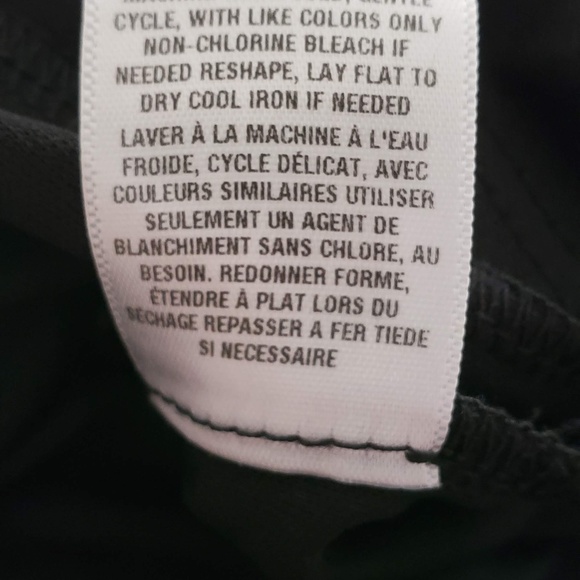 CYCLE, WITH LIKE COLORS ONLY
NON-CHLORINE BLEACH IF
NEEDED RESHAPE, LAY FLAT TO
DRY COOL IRON IF NEEDED
LAVER À LA MACHINE À L'EAU
FROIDE, CYCLE DÉLICAT, AVEC
COULEURS SIMILAIRES UTILISER
SEULEMENT UN AGENT DE
BLANCHIMENT SANS CHLORE, AU
BESOIN. REDONNER FORME,
ÉTENDRE À PLAT LORS DU
SECHAGE REPASSER A FER TIEDE
SI NECESSAIRE